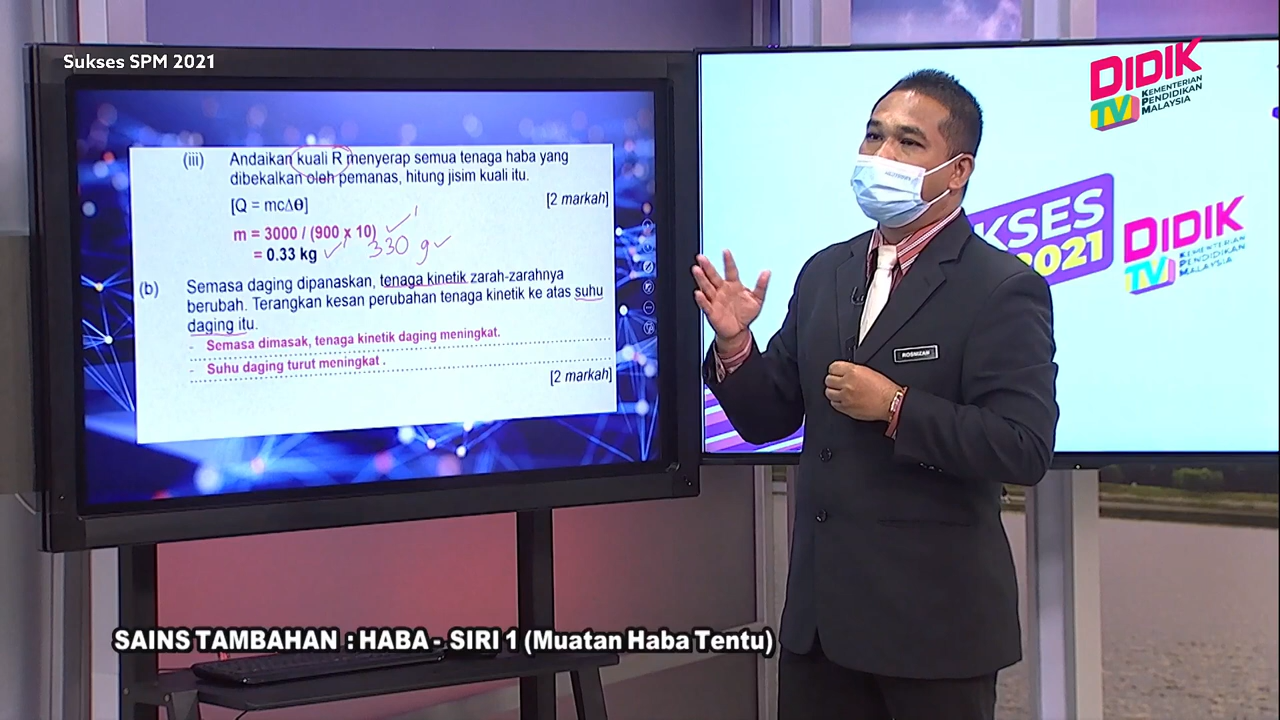 Sukses SPM 2021
(iii) Andaikan kuali R menyerap semua tenaga haba yang
dibekalkan oleh pemanas, hitung jisim kuali itu.
[Q = mcΔθ]
[2 markah]
m = 3000 / (900 x 10)
= 0.33 kg
330 g
(b) Semasa daging dipanaskan, tenaga kinetik zarah-zarahnya
berubah. Terangkan kesan perubahan tenaga kinetik ke atas suhu
daging itu.
- Semasa dimasak, tenaga kinetik daging meningkat.
- Suhu daging turut meningkat .
[2 markah]
DIDIK
TV
KEMENTERIAN
PENDIDIKAN
MALAYSIA
KSES
2021
DIDIK
TV
KEMENTERIAN
PENDIDIKAN
MALAYSIA
ROSNIZAM
SAINS TAMBAHAN : HABA - SIRI 1 (Muatan Haba Tentu)